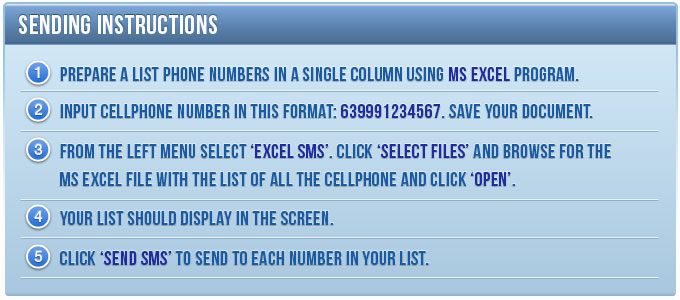 SENDING INSTRUCTIONS
1 PREPARE A LIST PHONE NUMBERS IN A SINGLE COLUMN USING MS EXCEL PROGRAM.
2 INPUT CELLPHONE NUMBER IN THIS FORMAT: 639991234567. SAVE YOUR DOCUMENT.
3 FROM THE LEFT MENU SELECT ‘EXCEL SMS’. CLICK ‘SELECT FILES’ AND BROWSE FOR THE
MS EXCEL FILE WITH THE LIST OF ALL THE CELLPHONE AND CLICK ‘OPEN’.
4 YOUR LIST SHOULD DISPLAY IN THE SCREEN.
5 CLICK ‘SEND SMS’ TO SEND TO EACH NUMBER IN YOUR LIST.